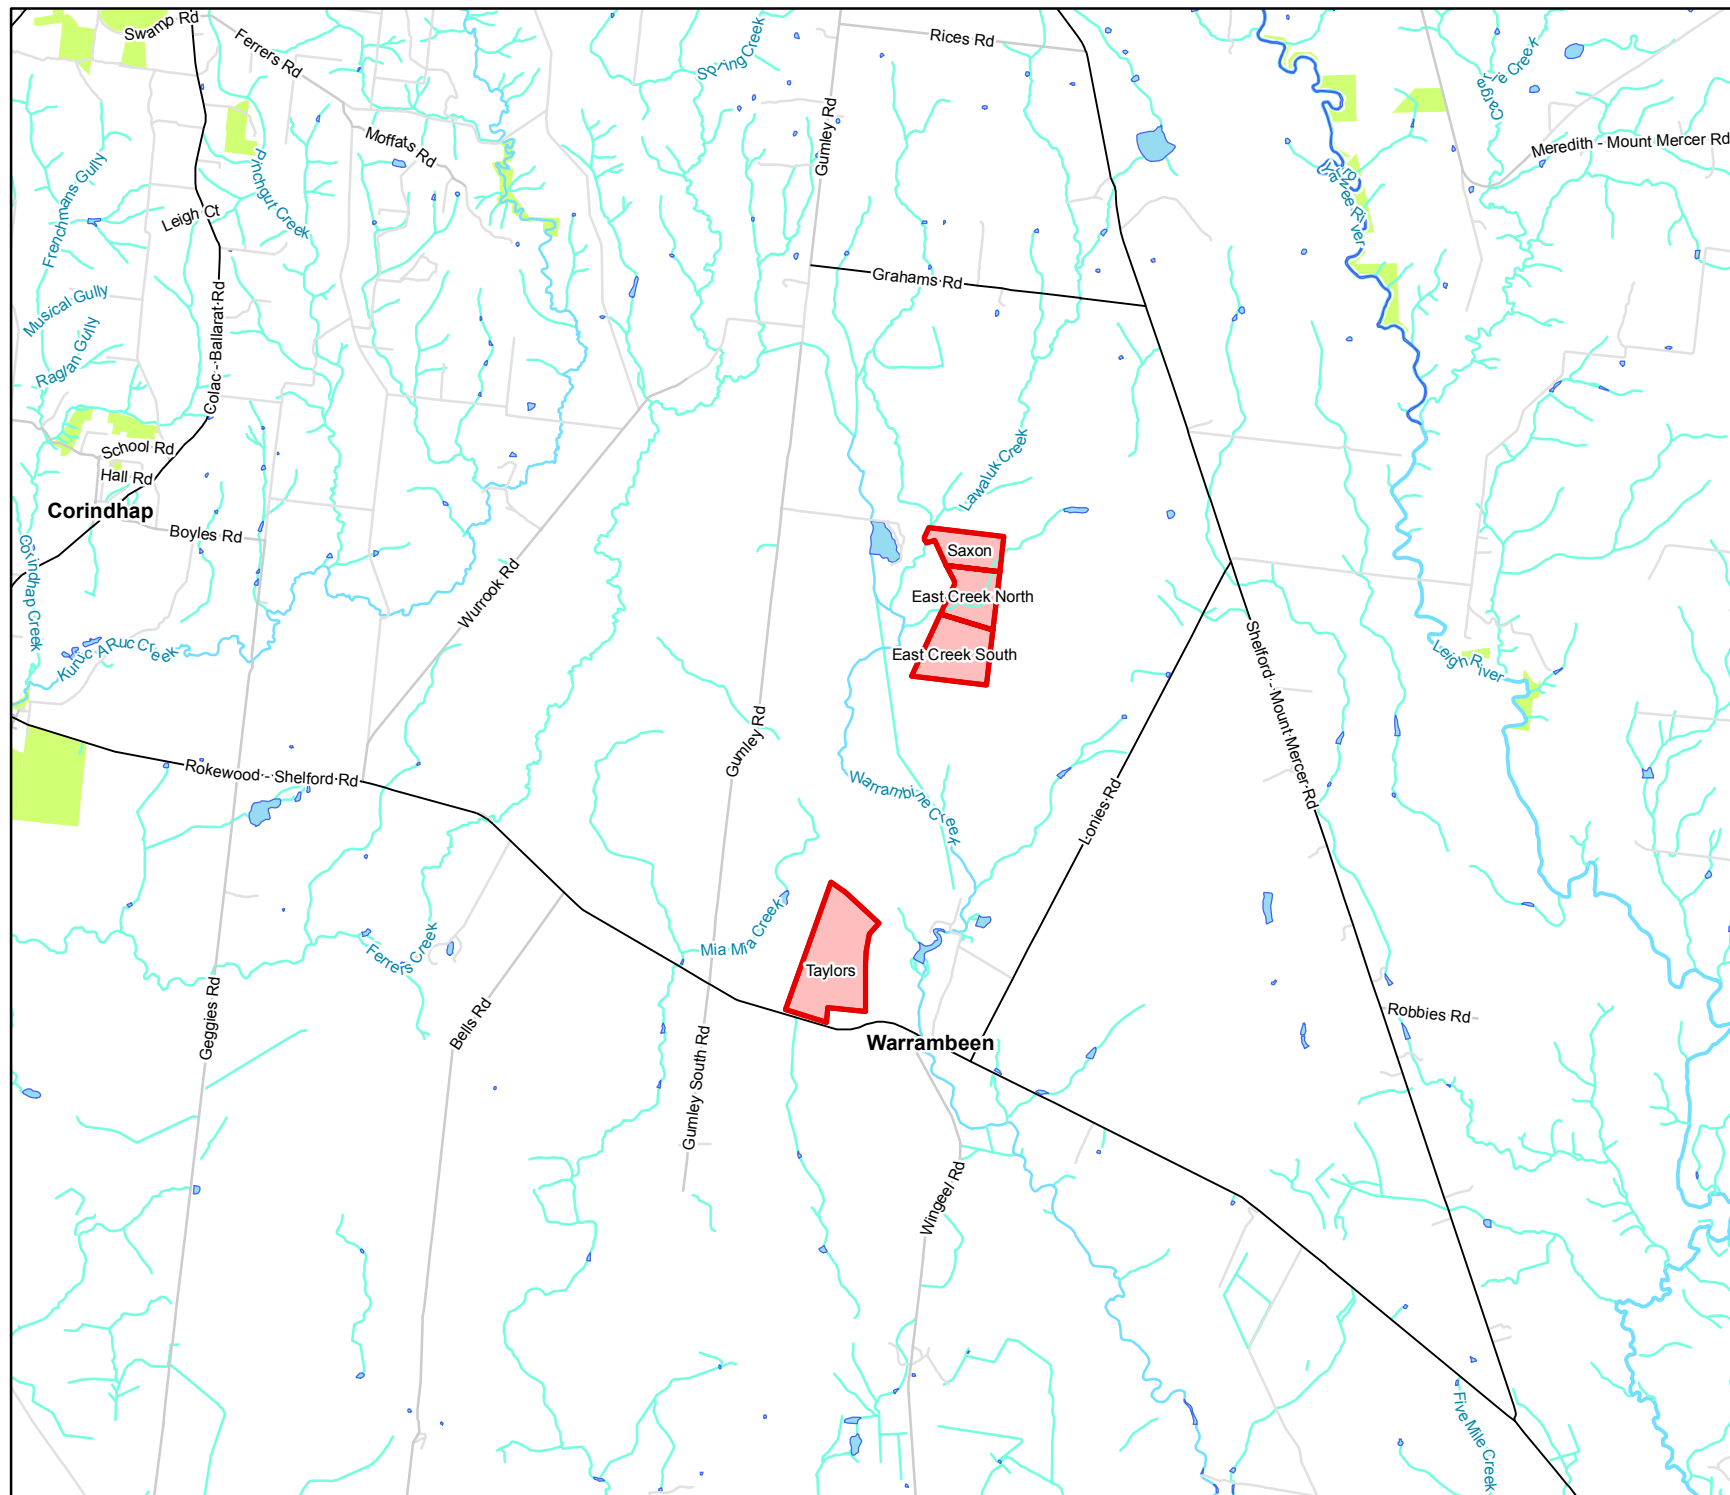 Swamp Rd
Ferrers Rd
Spring Creek
Rices Rd
Gumley Rd
Moffats Rd
Meredith - Mount Mercer Rd
Frenchmans Gully
Pinchgut Creek
Leigh Ct
River
Grahams Rd
Musical Gully
Raglan Gully
Colac - Ballarat Rd
School Rd
Hall Rd
Lawaluk Creek
Corindhap
Boyles Rd
Corindhap Creek
Saxon
Wurrook Rd
East Creek North
Kuruc A Ruc Creek
East Creek South
Leigh River
Shelford - Mount Mercer Rd
Gumley Rd
Rokewood - Shelford Rd
Warrambine Creek
Lonies Rd
Mia Mia Creek
Ferrers Creek
Taylors
Geggies Rd
Bells Rd
Robbies Rd
Warrambeen
Gumley South Rd
Wingeel Rd
Five Mile Creek